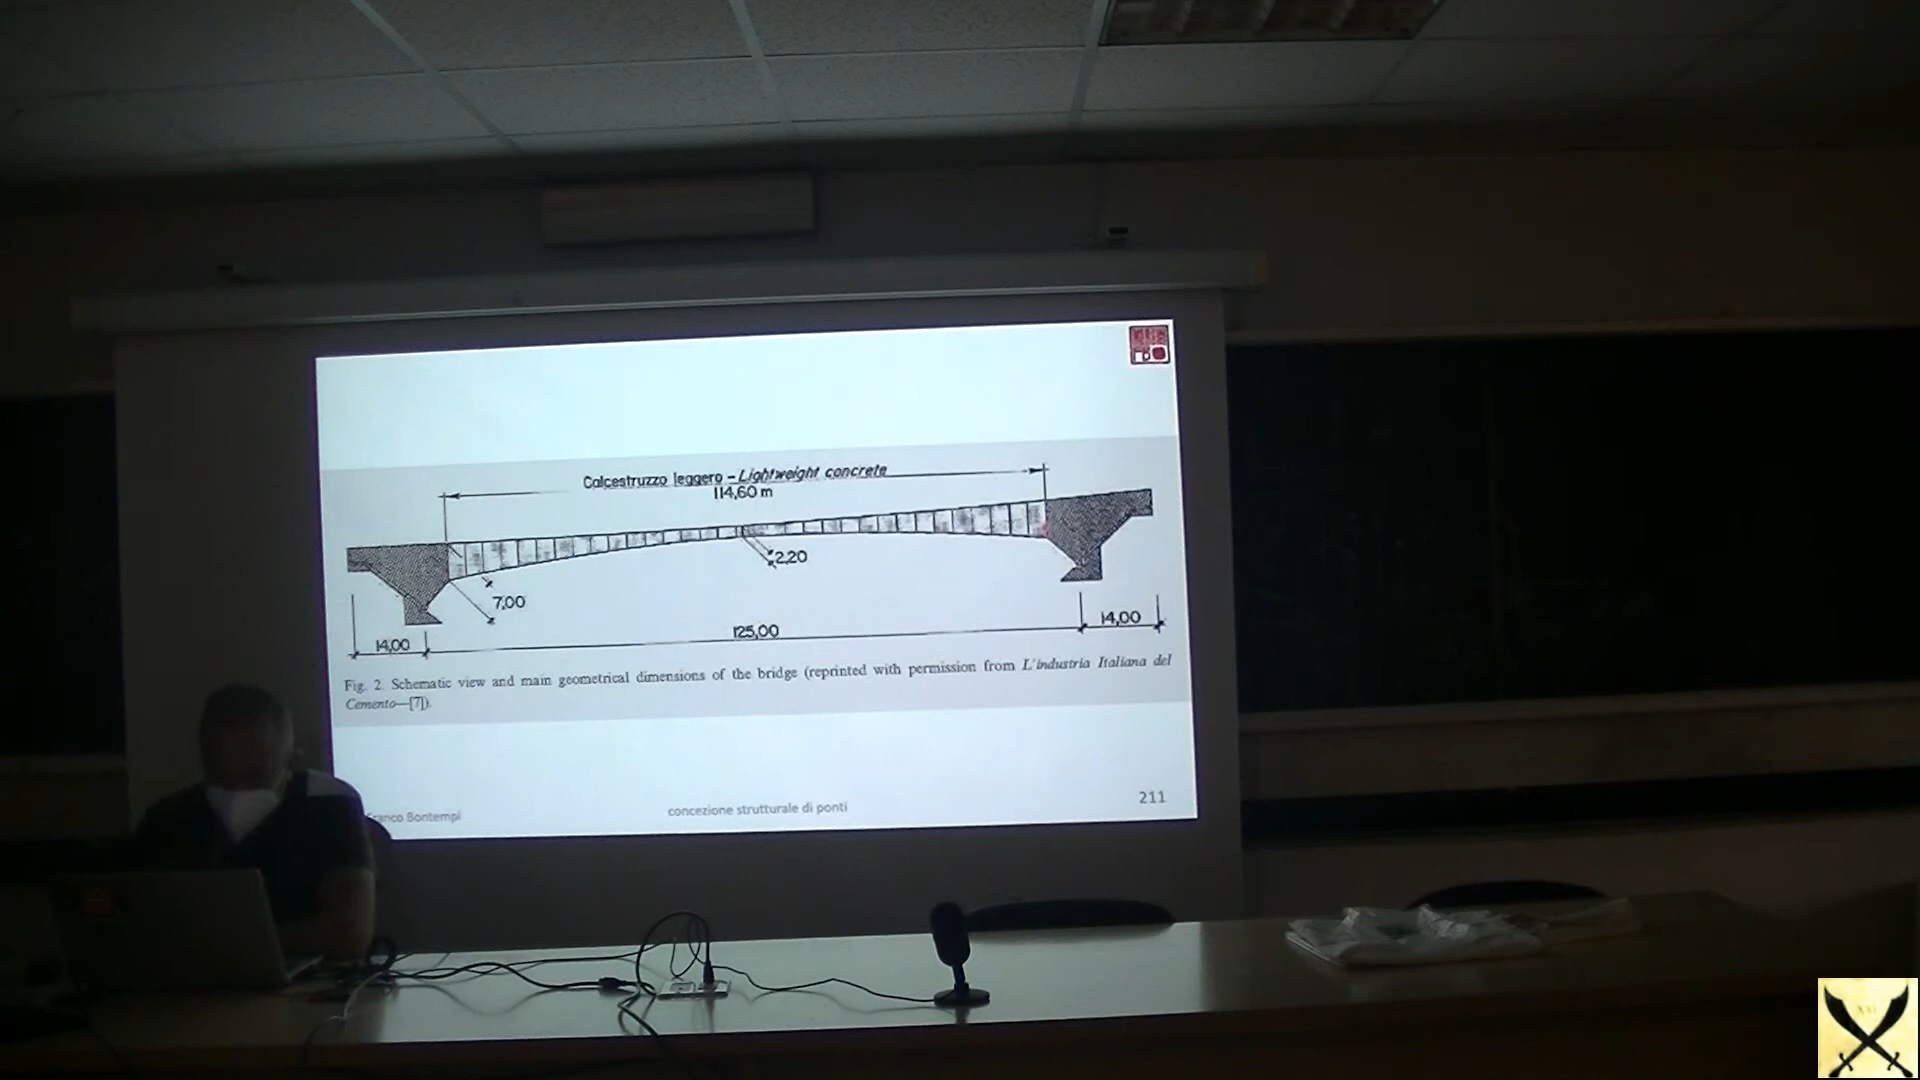 Calcestruzzo leggero - Lightweight concrete
114,60 m
2,20
7,00
125,00
14,00
14,00
Fig. 2. Schematic view and main geometrical dimensions of the bridge (reprinted with permission from L'industria Italiana del
Cemento—[7]).
Franco Bontempi
concezione strutturale di ponti
211